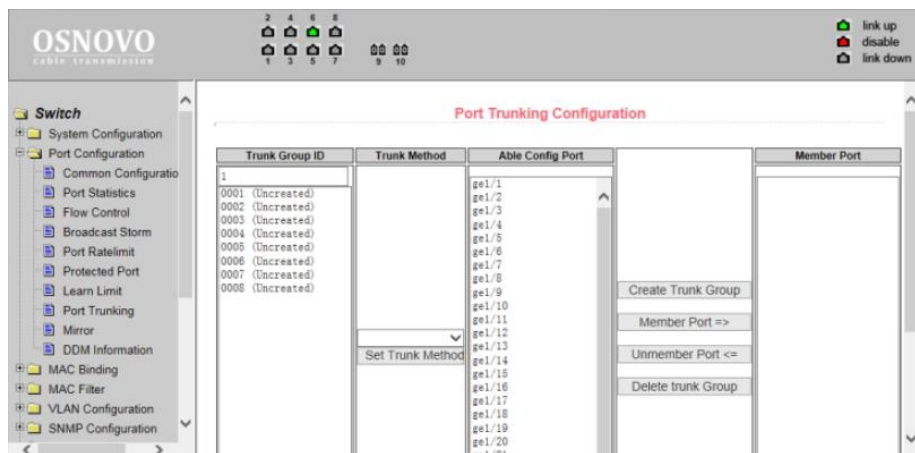 2 4 6 8
OSNOVO
cable transmission
1 3 5 7 9 10
link up
disable
link down
Switch
System Configuration
Port Configuration
Common Configuratio
Port Statistics
Flow Control
Broadcast Storm
Port Ratelimit
Protected Port
Learn Limit
Port Trunking
Mirror
DDM Information
MAC Binding
MAC Filter
VLAN Configuration
SNMP Configuration
Port Trunking Configuration
Trunk Group ID
1
0001 (Uncreated)
0002 (Uncreated)
0003 (Uncreated)
0004 (Uncreated)
0005 (Uncreated)
0006 (Uncreated)
0007 (Uncreated)
0008 (Uncreated)
Trunk Method
Set Trunk Method
Able Config Port
ge1/1
ge1/2
ge1/3
ge1/4
ge1/5
ge1/6
ge1/7
ge1/8
ge1/9
ge1/10
ge1/11
ge1/12
ge1/13
ge1/14
ge1/15
ge1/16
ge1/17
ge1/18
ge1/19
ge1/20
Create Trunk Group
Member Port =>
Unmember Port <=
Delete trunk Group
Member Port